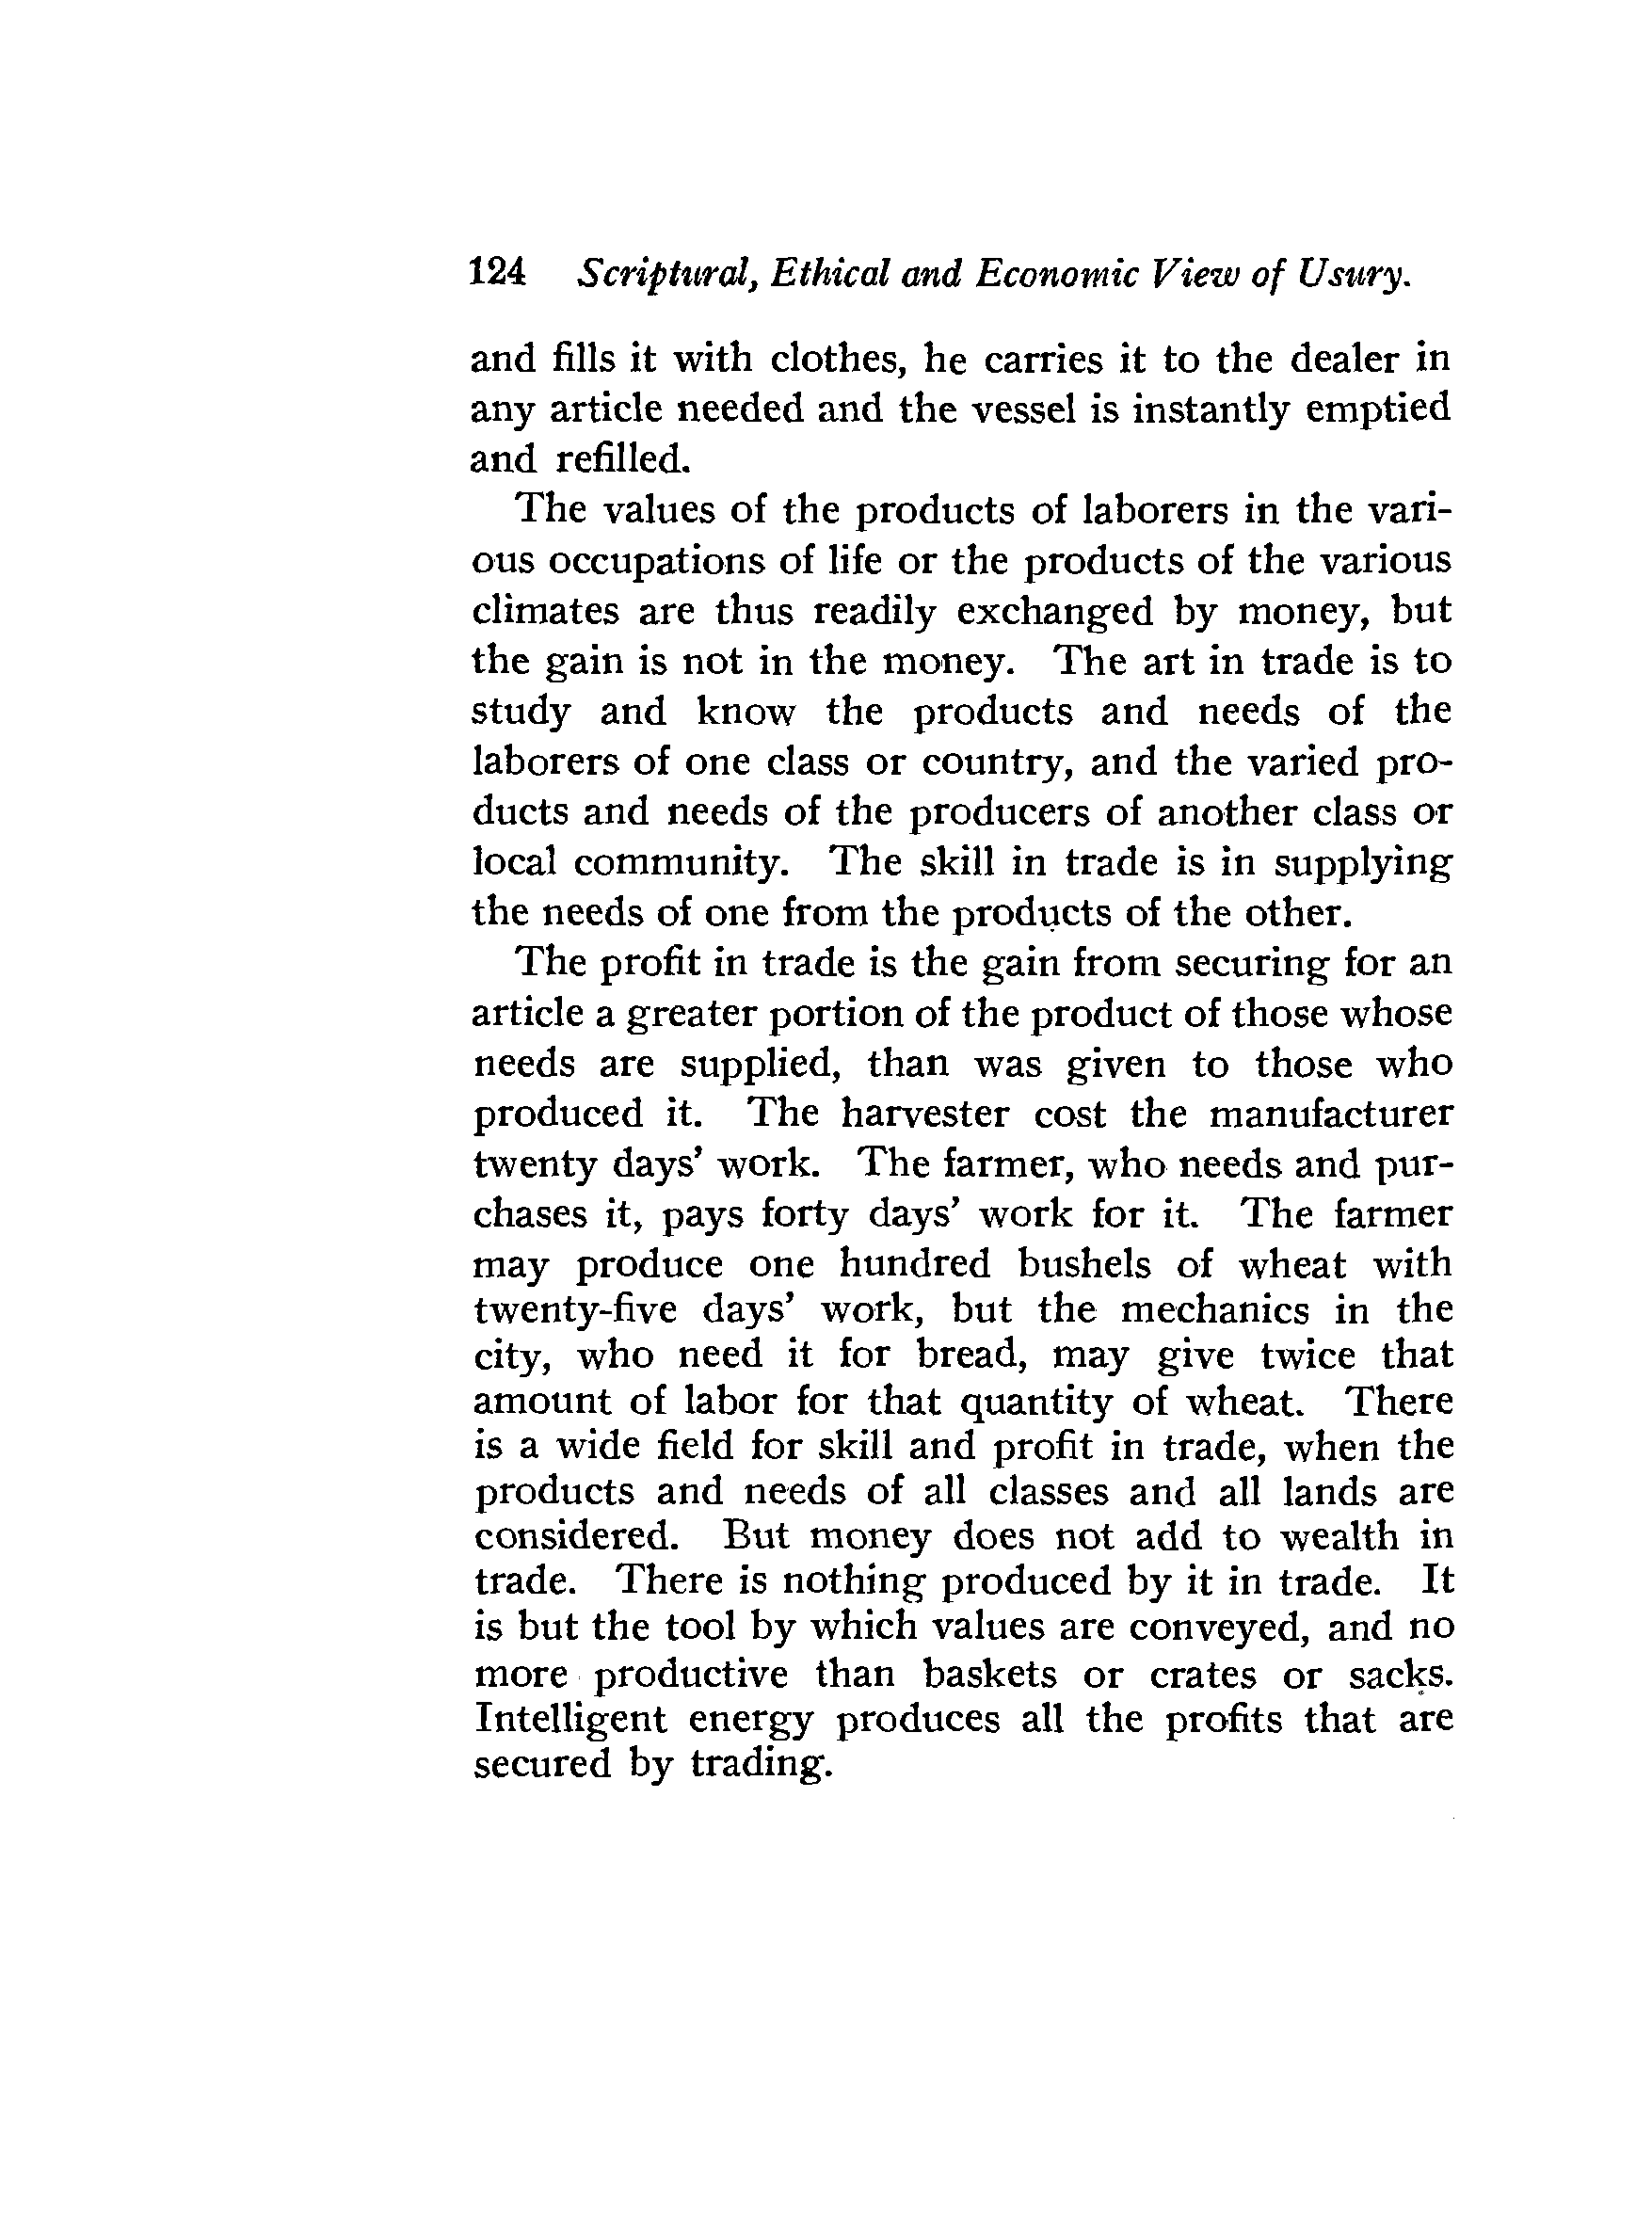 124 Scriptural, Ethical and Economic View of Usury.
and fills it with clothes, he carries it to the dealer in
any article needed and the vessel is instantly emptied
and refilled.
The values of the products of laborers in the vari-
ous occupations of life or the products of the various
climates are thus readily exchanged by money, but
the gain is not in the money. The art in trade is to
study and know the products and needs of the
laborers of one class or country, and the varied pro-
ducts and needs of the producers of another class or
local community. The skill in trade is in supplying
the needs of one from the products of the other.
The profit in trade is the gain from securing for an
article a greater portion of the product of those whose
needs are supplied, than was given to those who
produced it. The harvester cost the manufacturer
twenty days' work. The farmer, who needs and pur-
chases it, pays forty days' work for it. The farmer
may produce one hundred bushels of wheat with
twenty-five days' work, but the mechanics in the
city, who need it for bread, may give twice that
amount of labor for that quantity of wheat. There
is a wide field for skill and profit in trade, when the
products and needs of all classes and all lands are
considered. But money does not add to wealth in
trade. There is nothing produced by it in trade. It
is but the tool by which values are conveyed, and no
more productive than baskets or crates or sacks.
Intelligent energy produces all the profits that are
secured by trading.